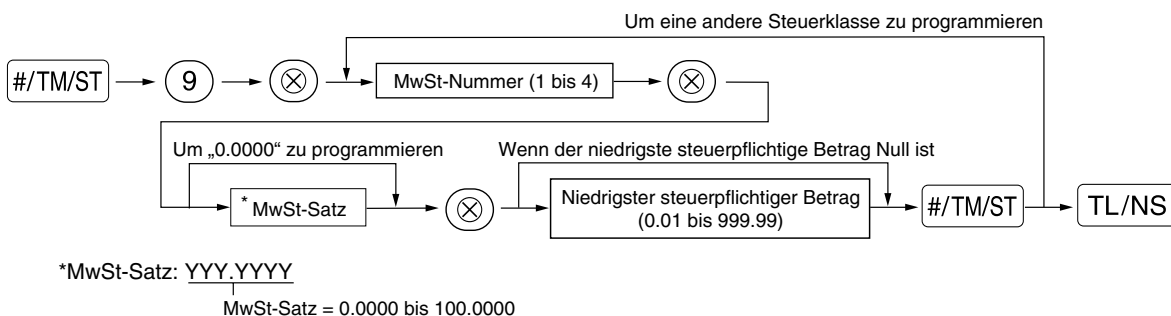 Um eine andere Steuerklasse zu programmieren
#/TM/ST 9 ⊗ MwSt-Nummer (1 bis 4) ⊗
Um „0.0000“ zu programmieren
Wenn der niedrigste steuerpflichtige Betrag Null ist
*MwSt-Satz ⊗ Niedrigster steuerpflichtiger Betrag
(0.01 bis 999.99)
#/TM/ST TL/NS
*MwSt-Satz: YYY.YYYY
MwSt-Satz = 0.0000 bis 100.0000